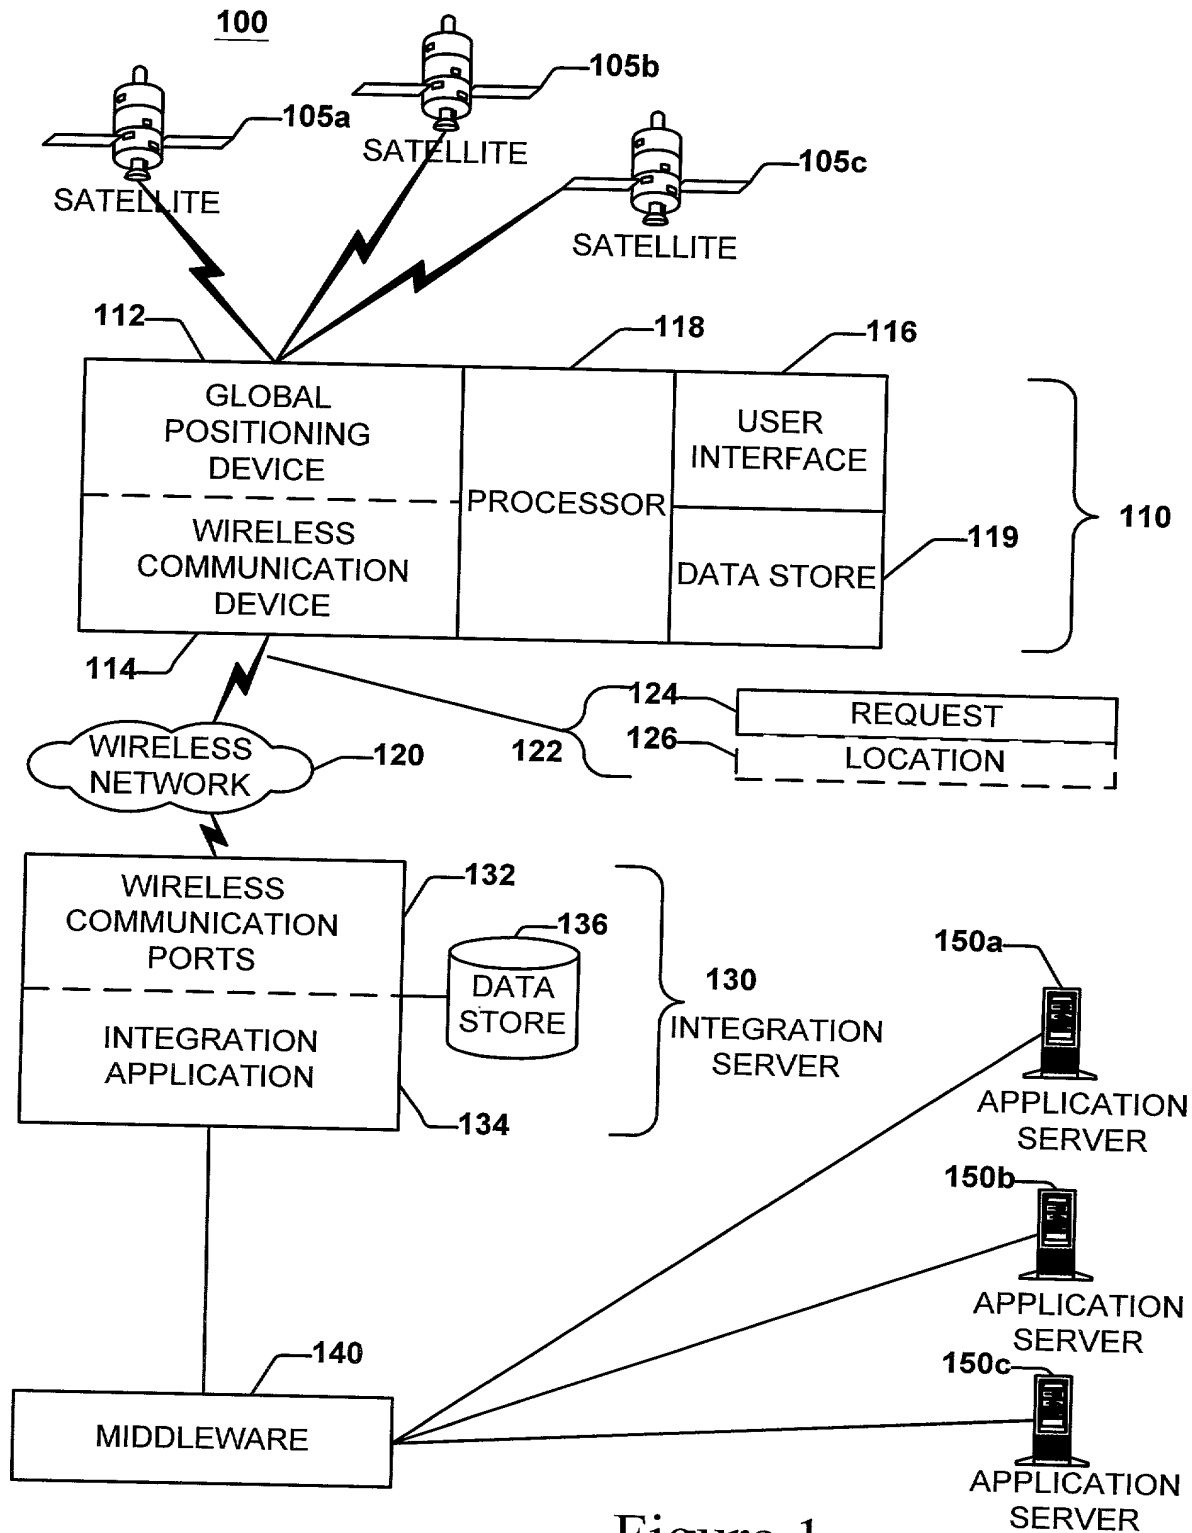 100
105a
SATELLITE
105b
SATELLITE
105c
SATELLITE
112
118
116
GLOBAL
POSITIONING
DEVICE
PROCESSOR
USER
INTERFACE
WIRELESS
COMMUNICATION
DEVICE
DATA STORE
119
110
114
122
124
REQUEST
126
LOCATION
WIRELESS
NETWORK
120
WIRELESS
COMMUNICATION
PORTS
132
INTEGRATION
APPLICATION
134
136
DATA
STORE
130
INTEGRATION
SERVER
150a
APPLICATION
SERVER
150b
APPLICATION
SERVER
150c
APPLICATION
SERVER
140
MIDDLEWARE
Figure 1